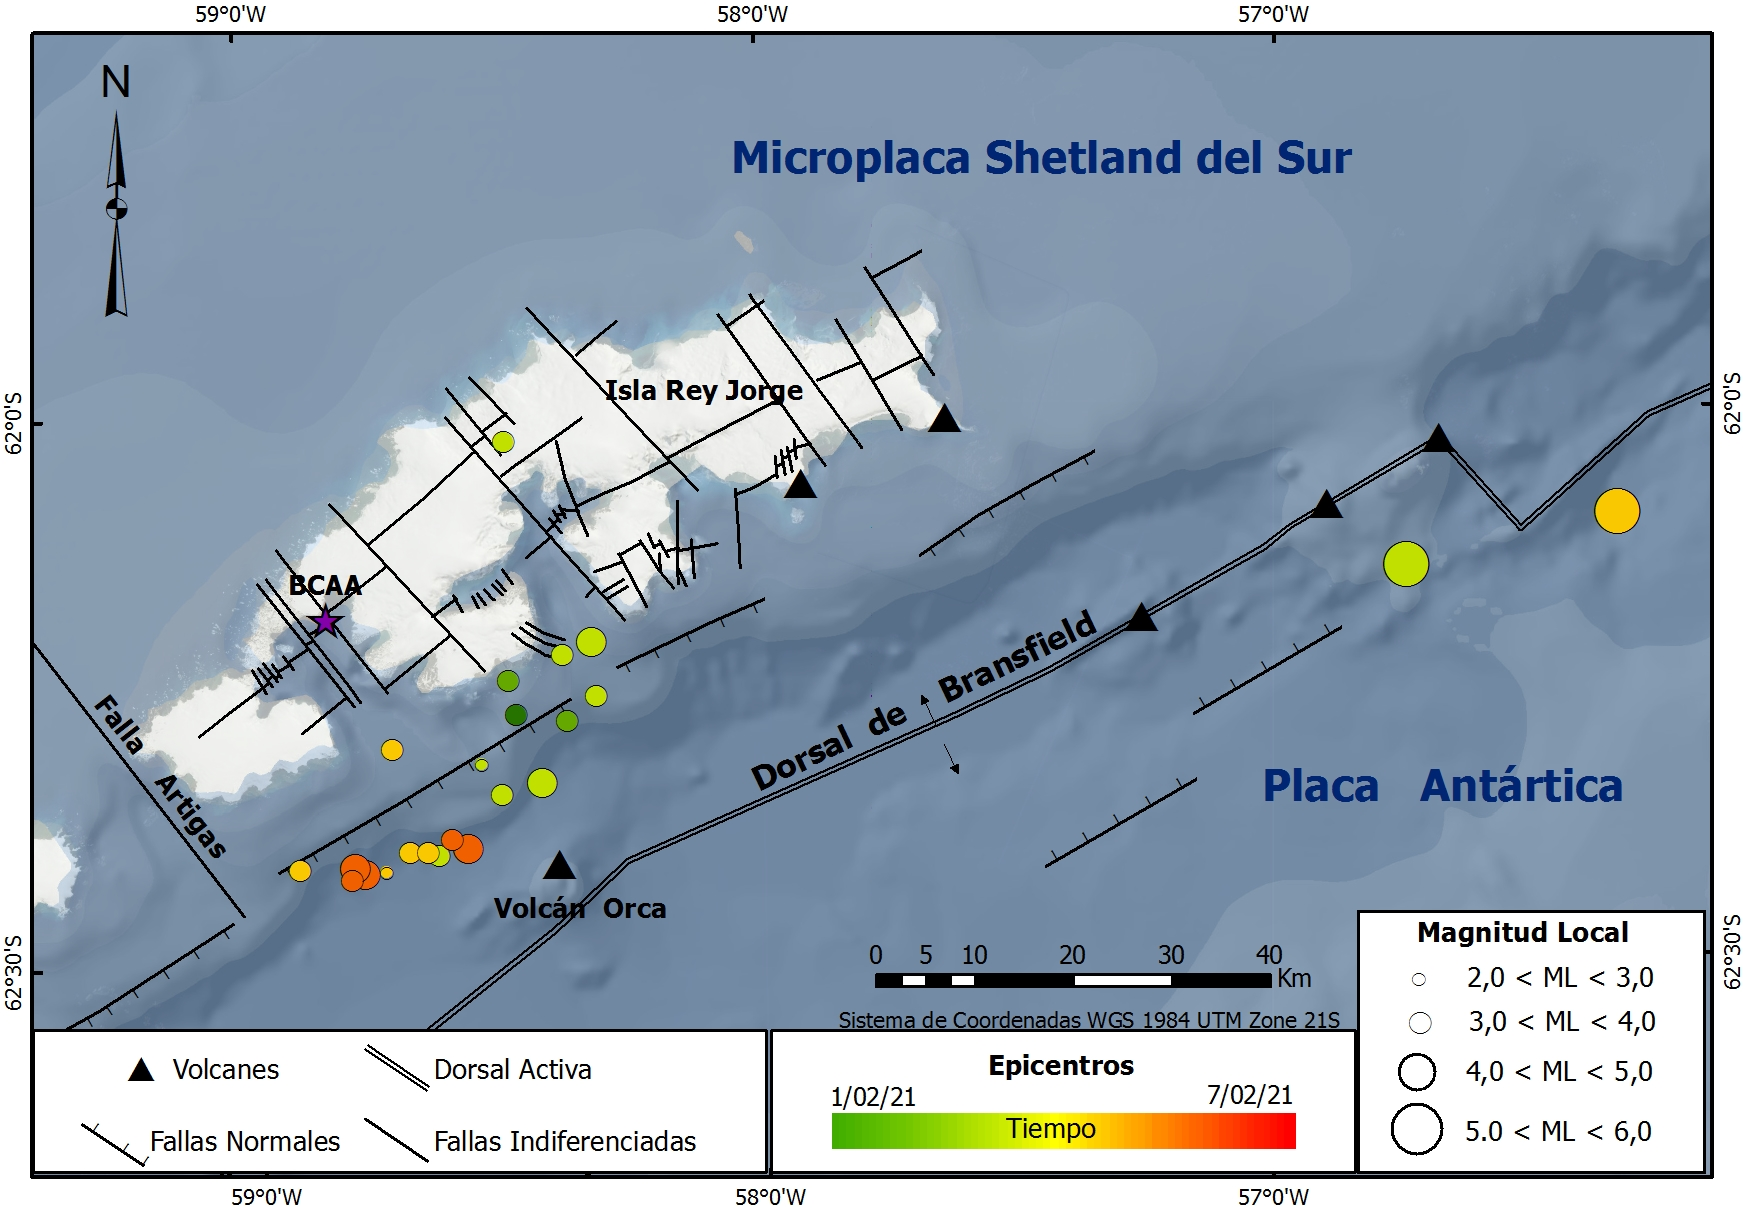 59°0'W
58°0'W
57°0'W
N
Microplaca Shetland del Sur
Isla Rey Jorge
62°0'S
62°0'S
BCAA
Falla
Artigas
Dorsal de Bransfield
Placa Antártica
Volcán Orca
62°30'S
62°30'S
0 5 10 20 30 40
Km
Sistema de Coordenadas WGS 1984 UTM Zone 21S
Volcanes
Dorsal Activa
Fallas Normales
Fallas Indiferenciadas
Epicentros
1/02/21
7/02/21
Tiempo
Magnitud Local
2,0 < ML < 3,0
3,0 < ML < 4,0
4,0 < ML < 5,0
5.0 < ML < 6,0
59°0'W
58°0'W
57°0'W